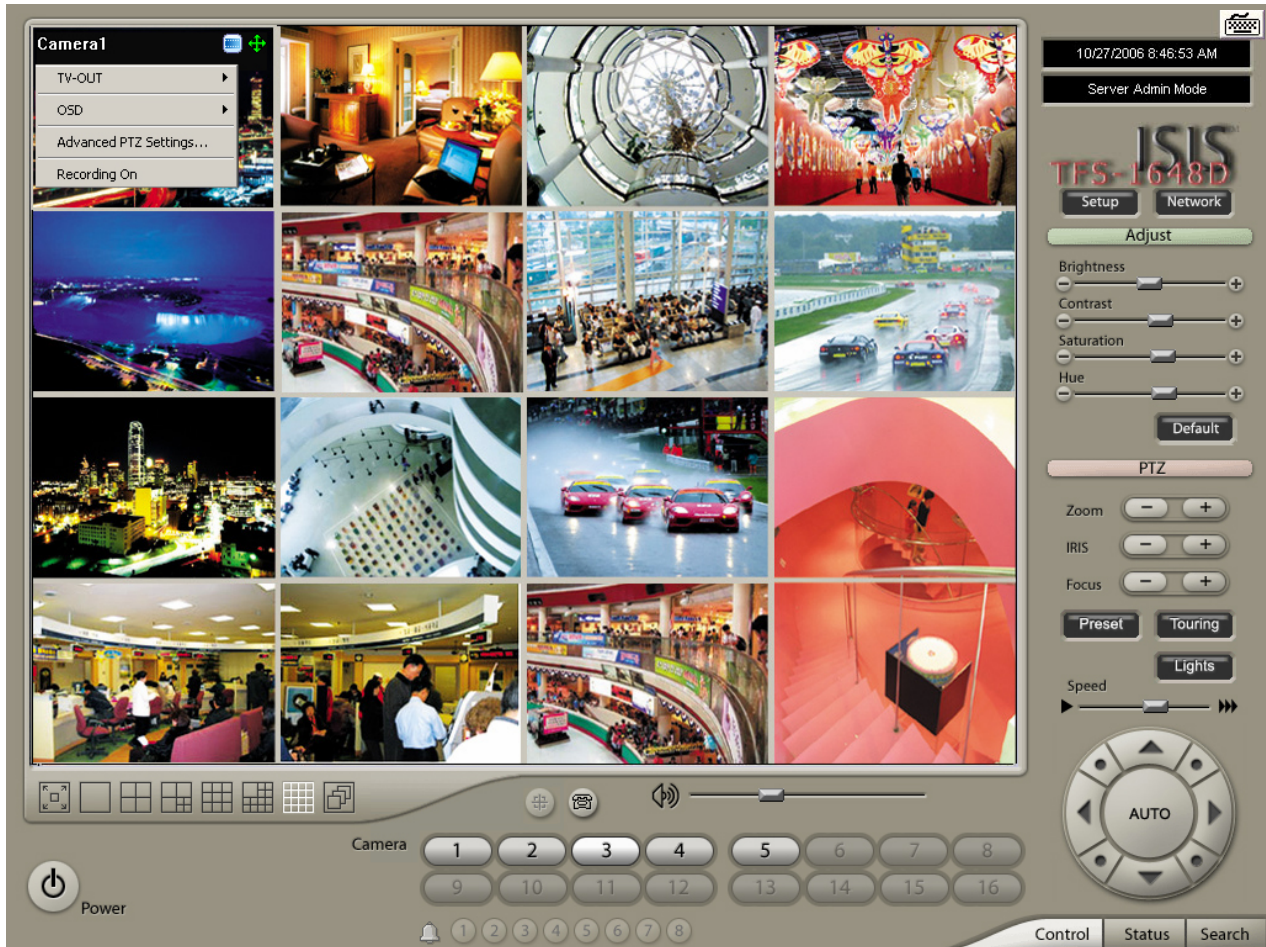 Camera1
TV-OUT
OSD
Advanced PTZ Settings...
Recording On
10/27/2006 8:46:53 AM
Server Admin Mode
ISIS
TFS-1648D
Setup
Network
Adjust
Brightness
Contrast
Saturation
Hue
Default
PTZ
Zoom
IRIS
Focus
Preset
Touring
Lights
Speed
AUTO
Camera
1 2 3 4 5 6 7 8
9 10 11 12 13 14 15 16
Power
1 2 3 4 5 6 7 8
Control
Status
Search